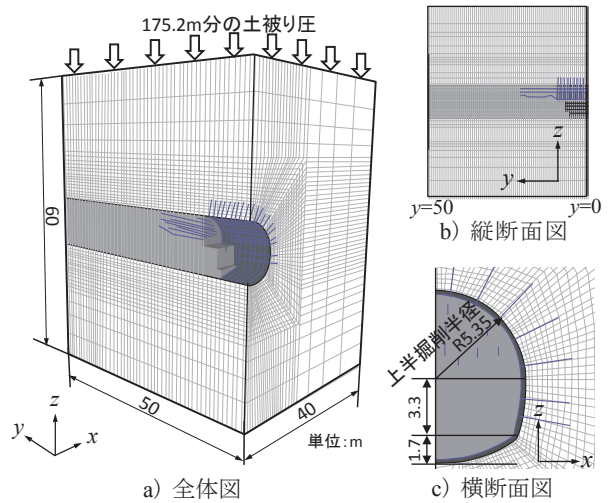 175.2m分の土被り圧
60
50
40
単位:m
z
y
x
a) 全体図
z
y
y=50
y=0
b) 縦断面図
上半掘削半径
R5.35
3.3
1.7
z
x
c) 横断面図